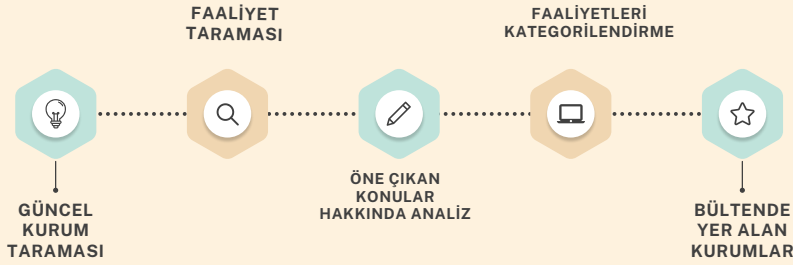 GÜNCEL
KURUM
TARAMASI
FAALİYET
TARAMASI
ÖNE ÇIKAN
KONULAR
HAKKINDA ANALİZ
FAALİYETLERİ
KATEGORİLENDİRME
BÜLTENDE
YER ALAN
KURUMLAR